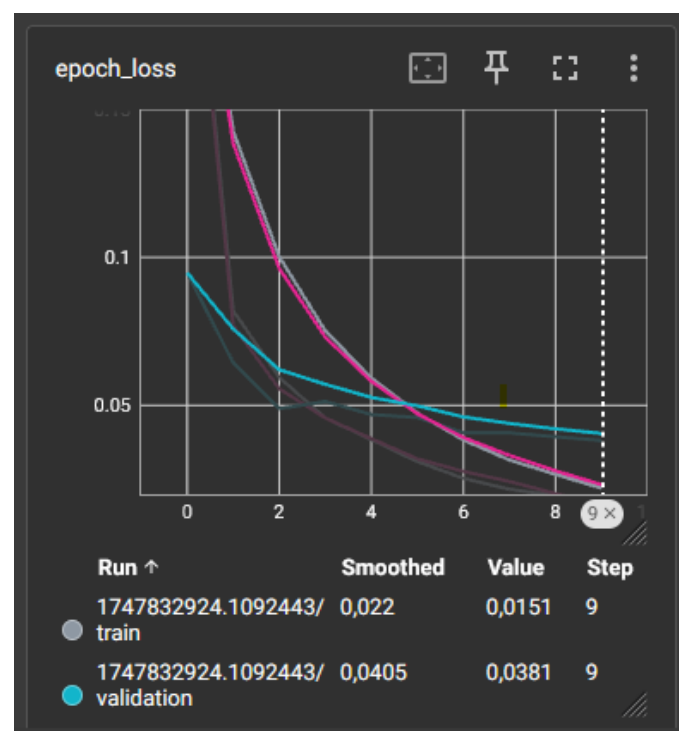 epoch_loss
0.1
0.05
0 2 4 6 8 9 ×
Run ↑ Smoothed Value Step
1747832924.1092443/ 0,022 0,0151 9
train
1747832924.1092443/ 0,0405 0,0381 9
validation